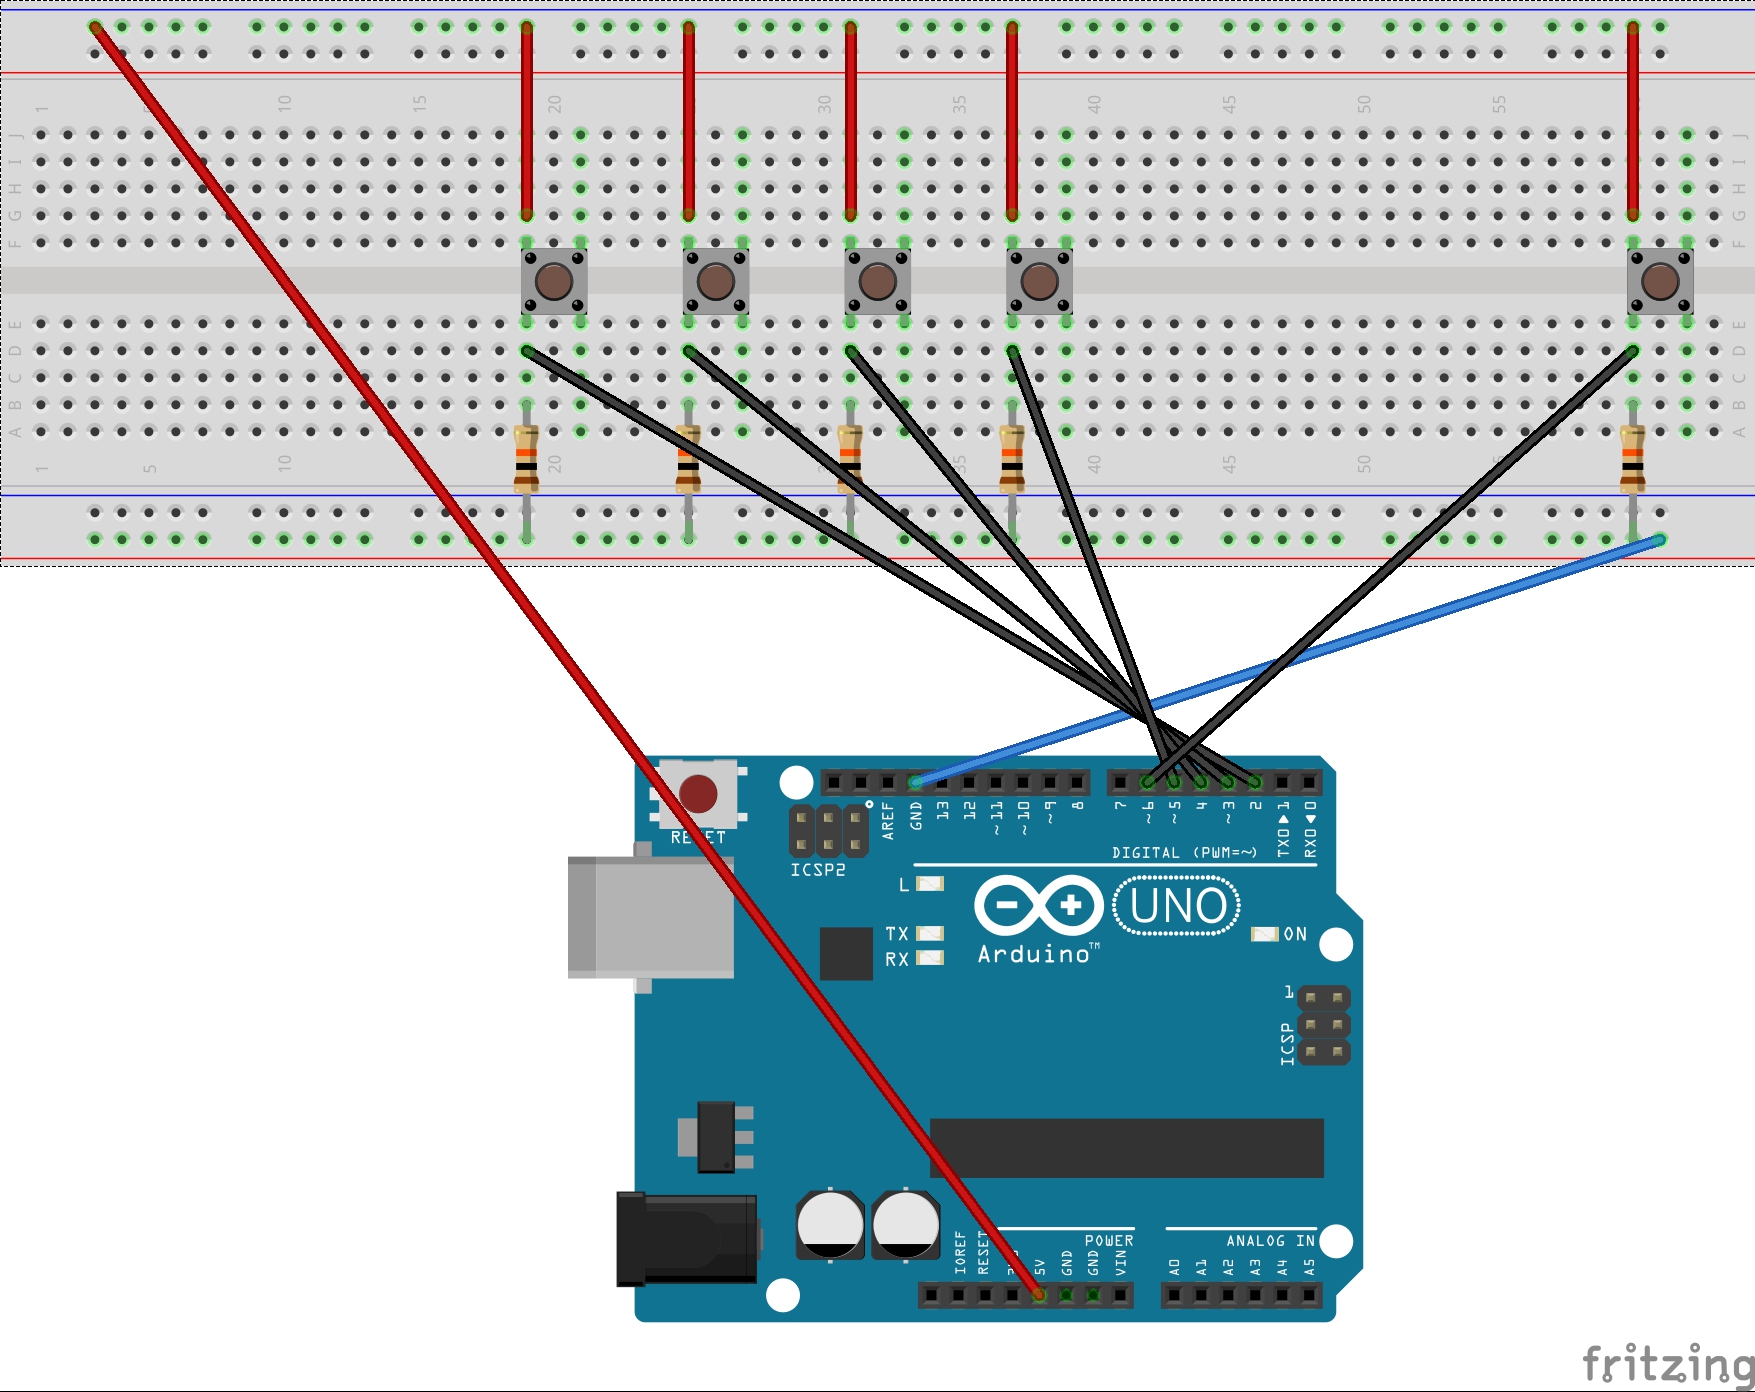 1 10 15 20 30 35 40 45 50 55
J J
I I
H H
G G
F F
E E
D D
C C
B B
A A
1 5 10 20 35 40 45 50
RESET
ICSP2
AREF
GND
13
12
~11
~10
~9
8
7
~6
~5
4
~3
2
TX0▶1
RX0◀0
DIGITAL (PWM=~)
L
TX
RX
UNO
Arduino™
ON
1
ICSP
POWER
ANALOG IN
IOREF
RESET
5V
GND
GND
VIN
A0
A1
A2
A3
A4
A5
fritzing